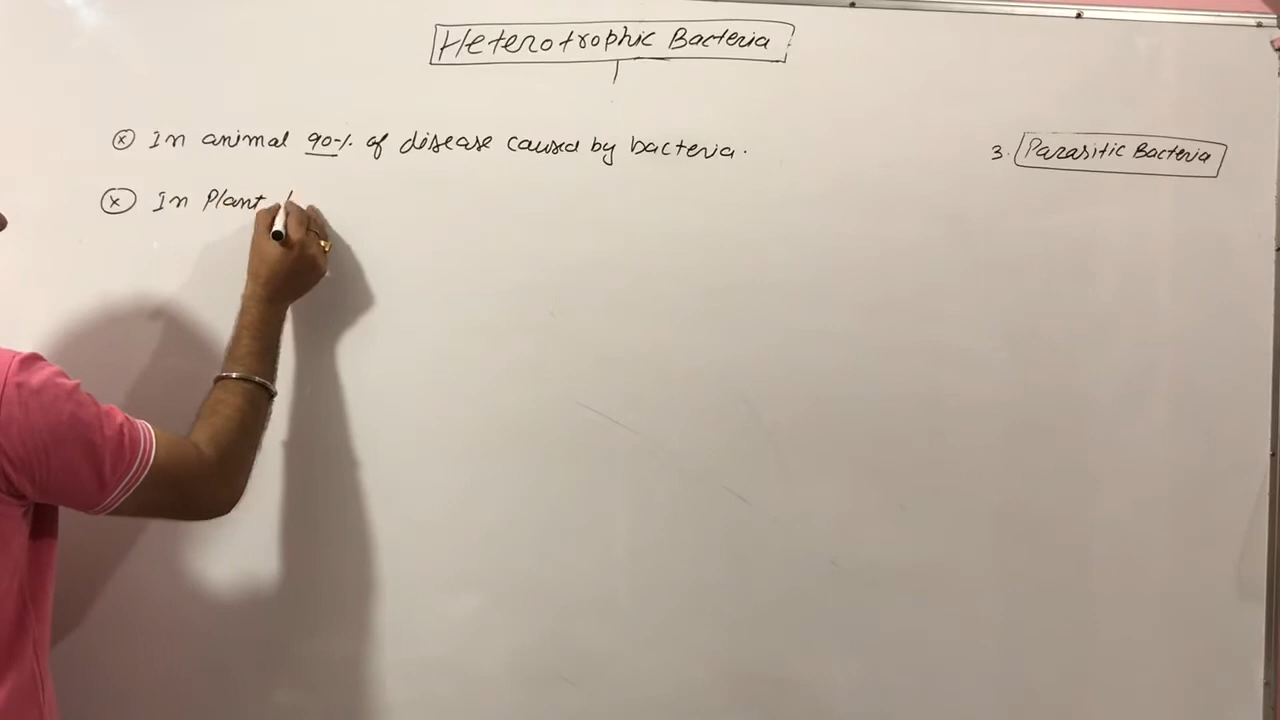 Heterotrophic Bacteria
ⓧ In animal 90% of disease caused by bacteria.
3. Parasitic Bacteria
ⓧ In Plant